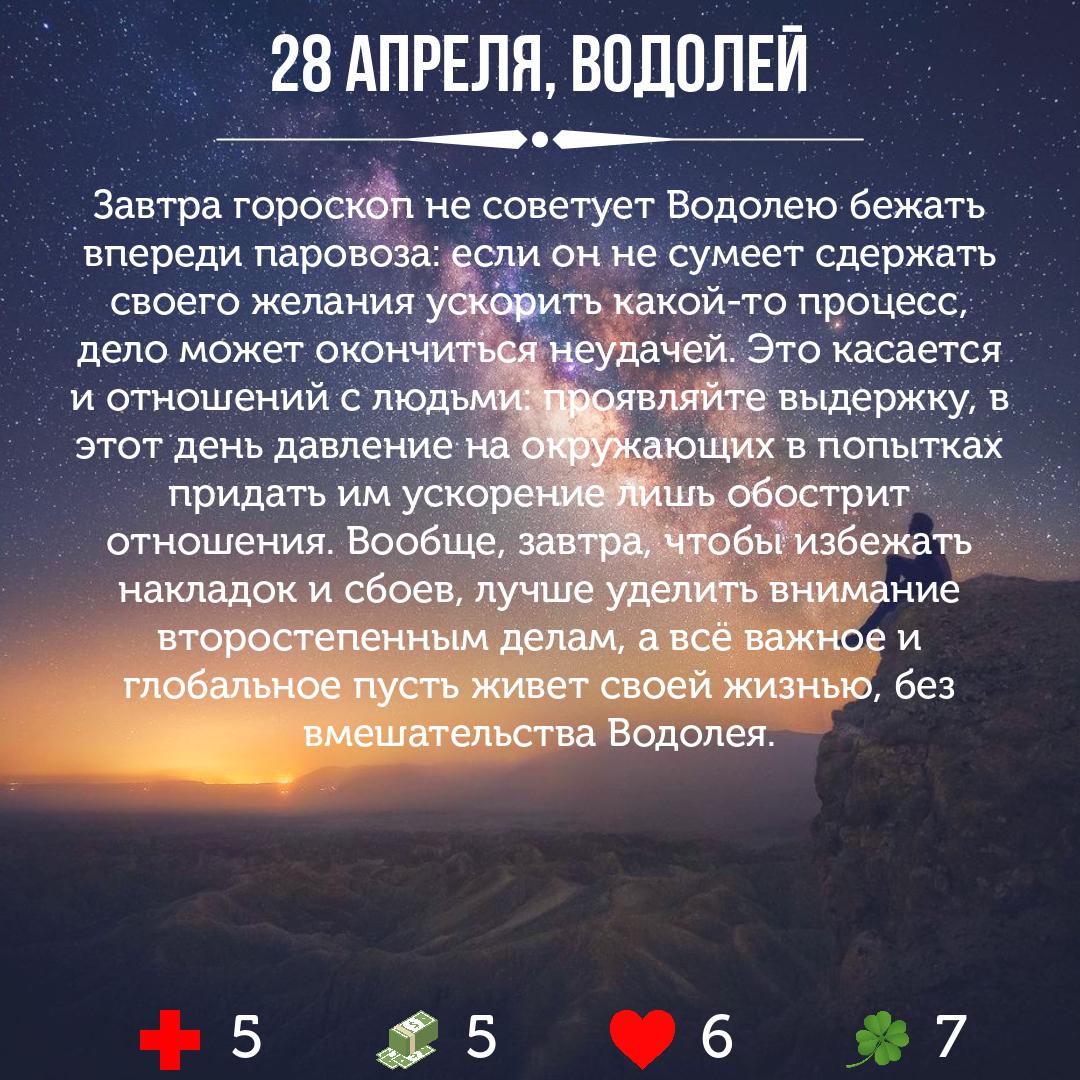 28 АПРЕЛЯ, ВОДОЛЕЙ
Завтра гороскоп не советует Водолею бежать
впереди паровоза: если он не сумеет сдержать
своего желания ускорить какой-то процесс,
дело может окончиться неудачей. Это касается
и отношений с людьми: проявляйте выдержку, в
этот день давление на окружающих в попытках
придать им ускорение лишь обострит
отношения. Вообще, завтра, чтобы избежать
накладок и сбоев, лучше уделить внимание
второстепенным делам, а всё важное и
глобальное пусть живет своей жизнью, без
вмешательства Водолея.
5 5 6 7